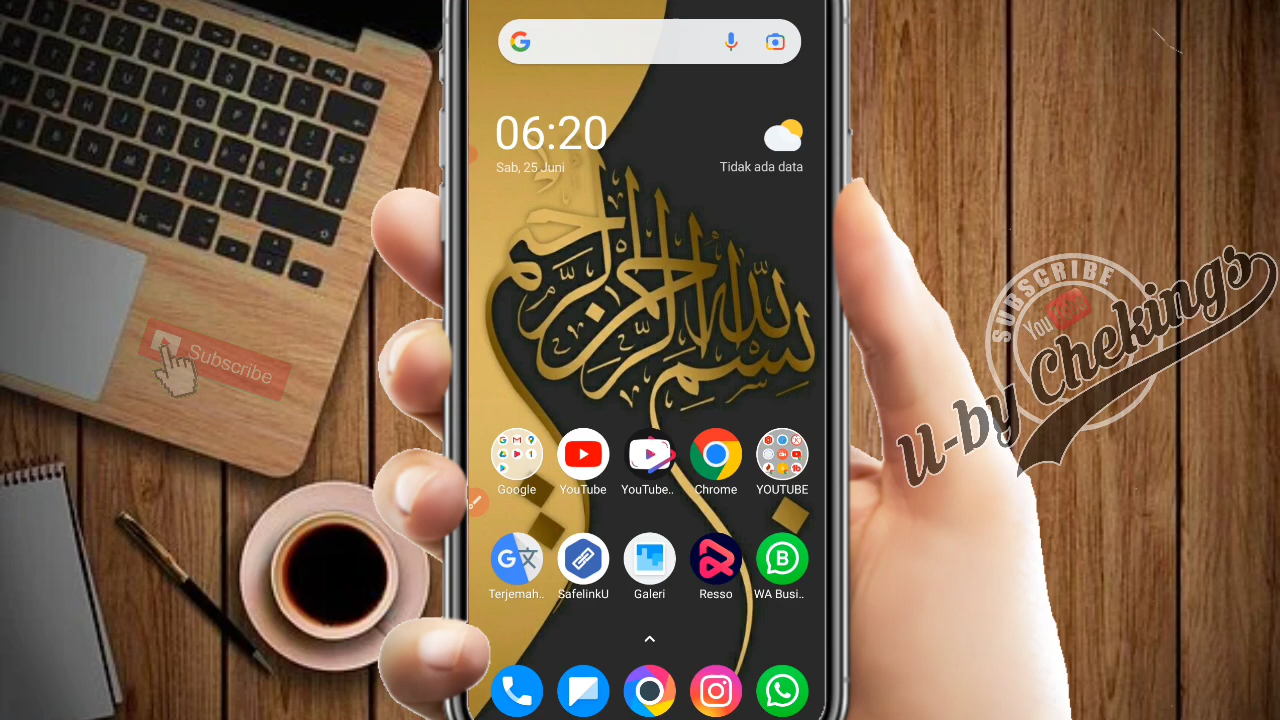 06:20
Sab, 25 Juni
Tidak ada data
بسم الله الرحمن الرحيم
Google
YouTube
YouTube..
Chrome
YOUTUBE
Terjemah..
SafelinkU
Galeri
Resso
WA Busi..
Subscribe
SUBSCRIBE
YouTube
U-by Chekings